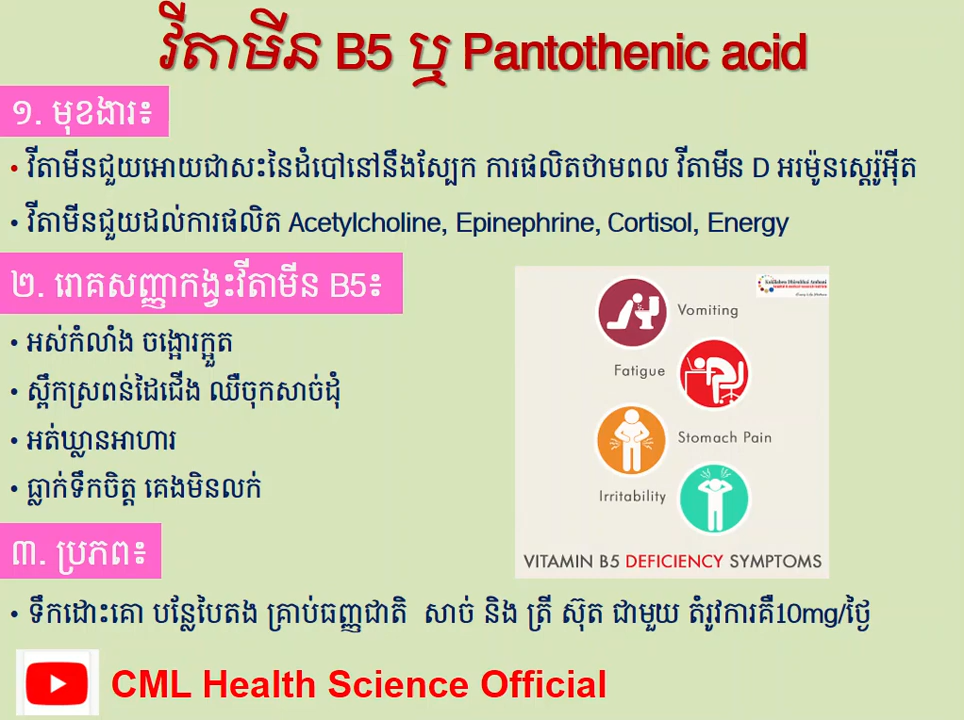 វីតាមីន B5 ឬ Pantothenic acid
១. មុខងារ៖
• វីតាមីនជួយអោយជាសះនៃដំបៅនៅនឹងស្បែក ការផលិតថាមពល វីតាមីន D អរម៉ូនស្តេរ៉ូអ៊ីត
• វីតាមីនជួយដល់ការផលិត Acetylcholine, Epinephrine, Cortisol, Energy
២. រោគសញ្ញាកង្វះវីតាមីន B5៖
• អស់កំលាំង ចង្អោរក្អួត
• ស្ពឹកស្រពន់ដៃជើង ឈឺចុកសាច់ដុំ
• អត់ឃ្លានអាហារ
• ធ្លាក់ទឹកចិត្ត គេងមិនលក់
Vomiting
Fatigue
Stomach Pain
Irritability
VITAMIN B5 DEFICIENCY SYMPTOMS
៣. ប្រភព៖
• ទឹកដោះគោ បន្លែបៃតង គ្រាប់ធញ្ញជាតិ សាច់ និង ត្រី ស៊ុត ជាមួយ តំរូវការគឺ10mg/ថ្ងៃ
CML Health Science Official